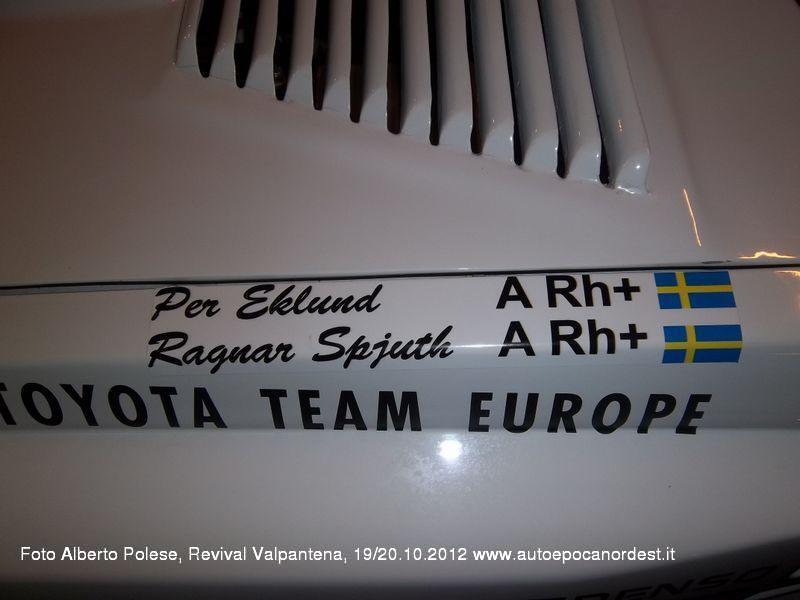 Per Eklund A Rh+
Ragnar Spjuth A Rh+
TOYOTA TEAM EUROPE
Foto Alberto Polese, Revival Valpantena, 19/20.10.2012 www.autoepocanordest.it
DENSO